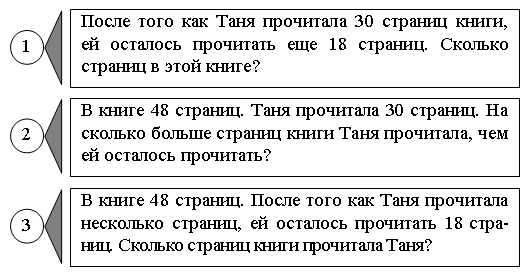 1
После того как Таня прочитала 30 страниц книги,
ей осталось прочитать еще 18 страниц. Сколько
страниц в этой книге?
2
В книге 48 страниц. Таня прочитала 30 страниц. На
сколько больше страниц книги Таня прочитала, чем
ей осталось прочитать?
3
В книге 48 страниц. После того как Таня прочитала
несколько страниц, ей осталось прочитать 18 стра-
ниц. Сколько страниц книги прочитала Таня?